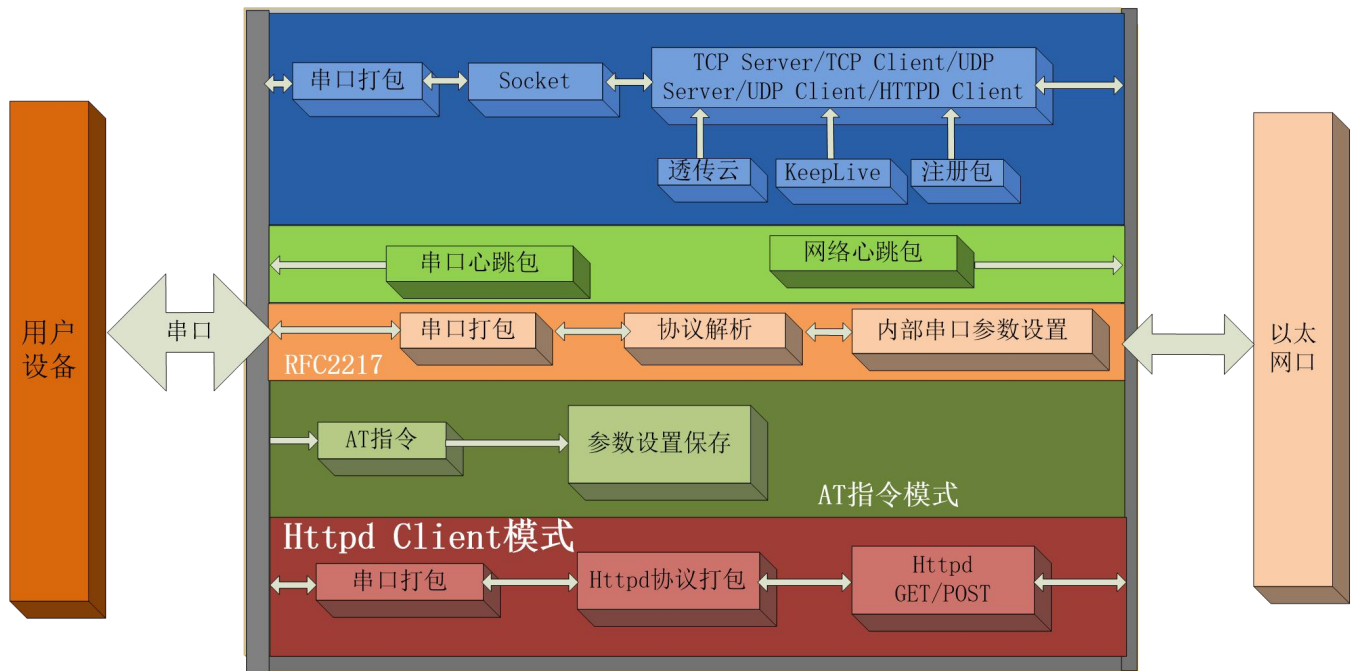 用户
设备
串口
串口打包
Socket
TCP Server/TCP Client/UDP
Server/UDP Client/HTTPD Client
透传云
KeepLive
注册包
串口心跳包
网络心跳包
串口打包
协议解析
内部串口参数设置
RFC2217
AT指令
参数设置保存
AT指令模式
Httpd Client模式
串口打包
Httpd协议打包
Httpd
GET/POST
以太
网口